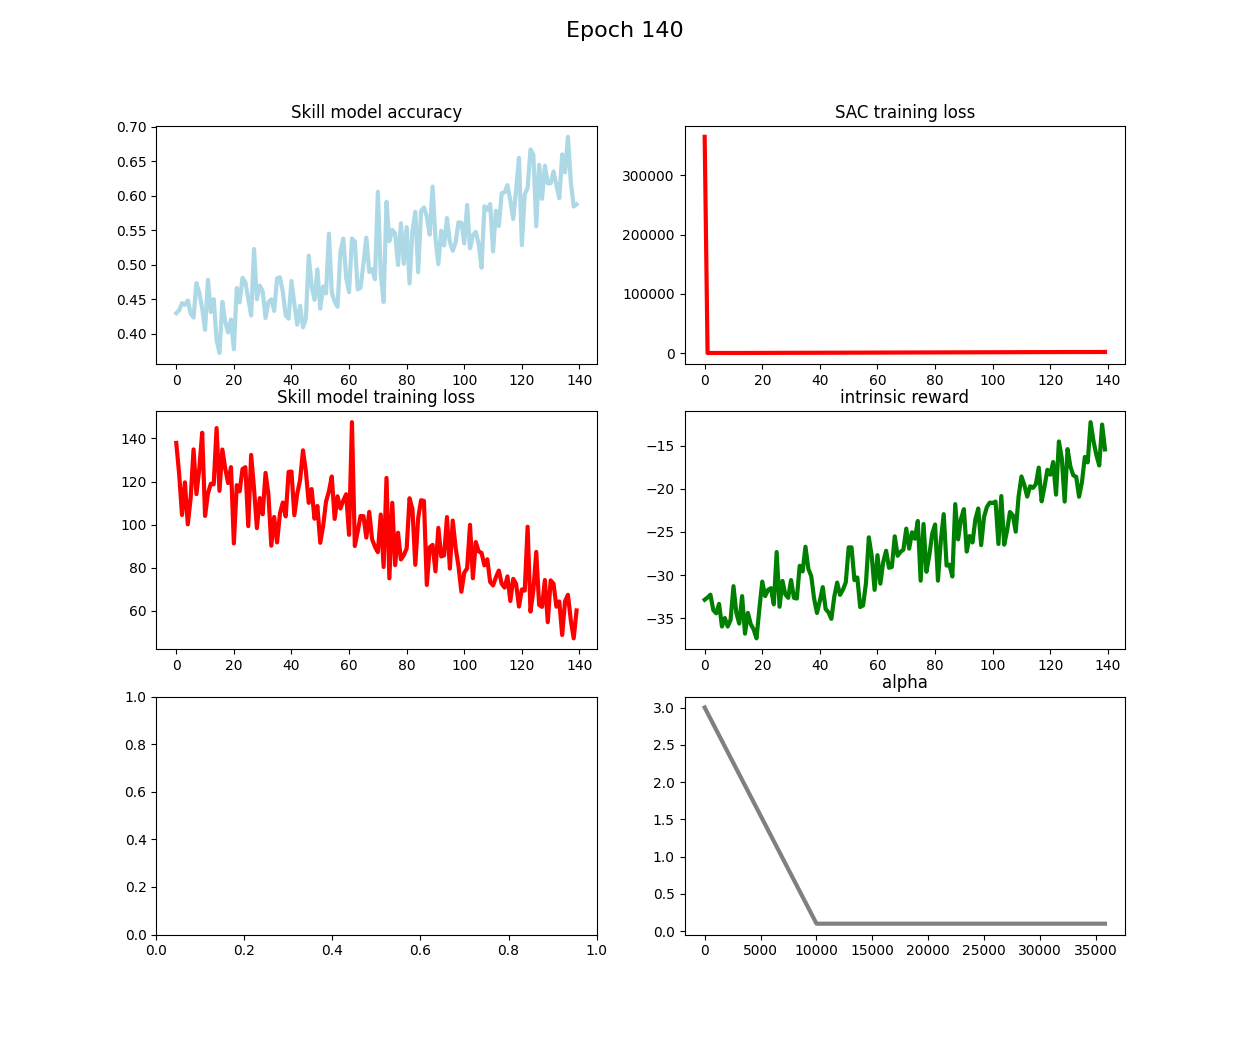 Epoch 140
Skill model accuracy
0.70
0.65
0.60
0.55
0.50
0.45
0.40
0 20 40 60 80 100 120 140
SAC training loss
300000
200000
100000
0
0 20 40 60 80 100 120 140
Skill model training loss
140
120
100
80
60
0 20 40 60 80 100 120 140
intrinsic reward
−15
−20
−25
−30
−35
0 20 40 60 80 100 120 140
1.0
0.8
0.6
0.4
0.2
0.0
0.0 0.2 0.4 0.6 0.8 1.0
alpha
3.0
2.5
2.0
1.5
1.0
0.5
0.0
0 5000 10000 15000 20000 25000 30000 35000